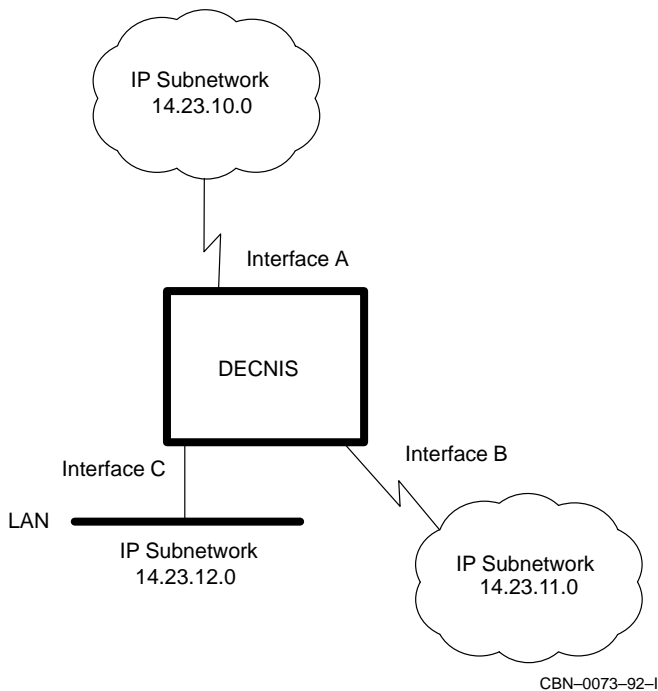 IP Subnetwork
14.23.10.0
Interface A
DECNIS
Interface C
Interface B
LAN
IP Subnetwork
14.23.12.0
IP Subnetwork
14.23.11.0
CBN–0073–92–I